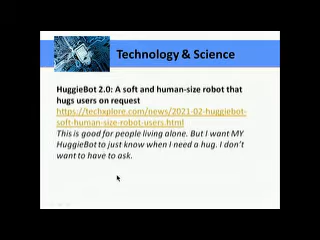 Technology & Science
HuggieBot 2.0: A soft and human-size robot that
hugs users on request
https://techxplore.com/news/2021-02-huggiebot-
soft-human-size-robot-users.html
This is good for people living alone. But I want MY
HuggieBot to just know when I need a hug. I don't
want to have to ask.